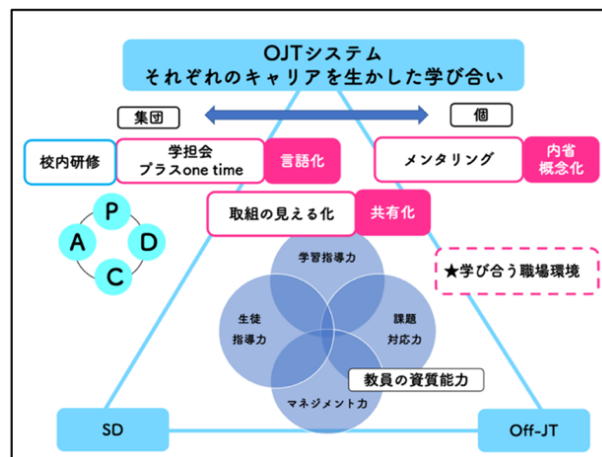 OJTシステム
それぞれのキャリアを生かした学び合い
集団
個
校内研修
学担会
プラスone time
言語化
メンタリング
内省
概念化
取組の見える化
共有化
P
A
D
C
学習指導力
★学び合う職場環境
生徒
指導力
課題
対応力
教員の資質能力
マネジメント力
SD
Off-JT